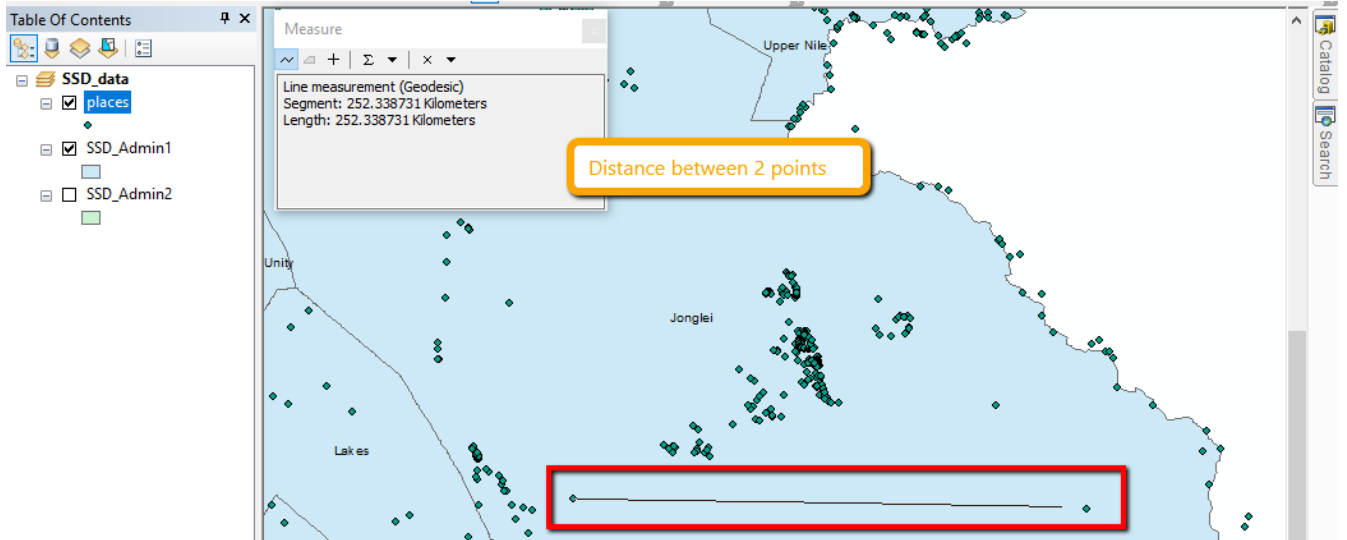 Table Of Contents
SSD_data
places
SSD_Admin1
SSD_Admin2
Measure
Line measurement (Geodesic)
Segment: 252.338731 Kilometers
Length: 252.338731 Kilometers
Distance between 2 points
Upper Nile
Unity
Jonglei
Lakes
Catalog
Search